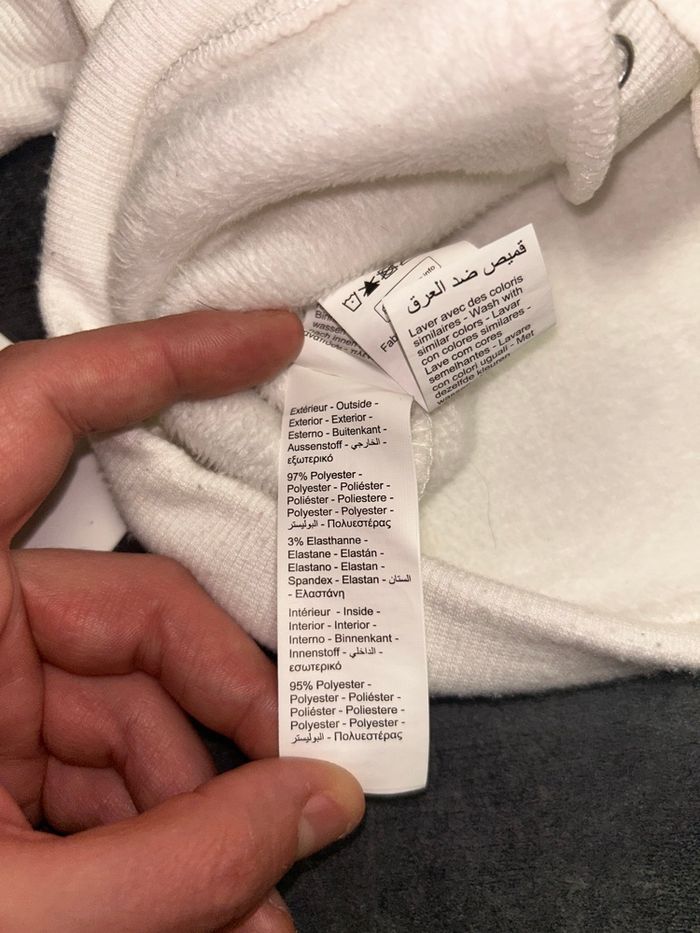 info
قميص ضد العرق
Laver avec des coloris
similaires - Wash with
similar colors - Lavar
con colores similares -
Lave com cores
semelhantes - Lavare
con colori uguali - Met
dezelfde kleuren
Extérieur - Outside -
Exterior - Exterior -
Esterno - Buitenkant -
Aussenstoff - الخارجي -
εξωτερικό
97% Polyester -
Polyester - Poliéster -
Poliéster - Poliestere -
Polyester - Polyester -
البوليستر - Πολυεστέρας
3% Elasthanne -
Elastane - Elastán -
Elastano - Elastan -
Spandex - Elastan - الستان
- Ελαστάνη
Intérieur - Inside -
Interior - Interior -
Interno - Binnenkant -
Innenstoff - الداخلي -
εσωτερικό
95% Polyester -
Polyester - Poliéster -
Poliéster - Poliestere -
Polyester - Polyester -
البوليستر - Πολυεστέρας